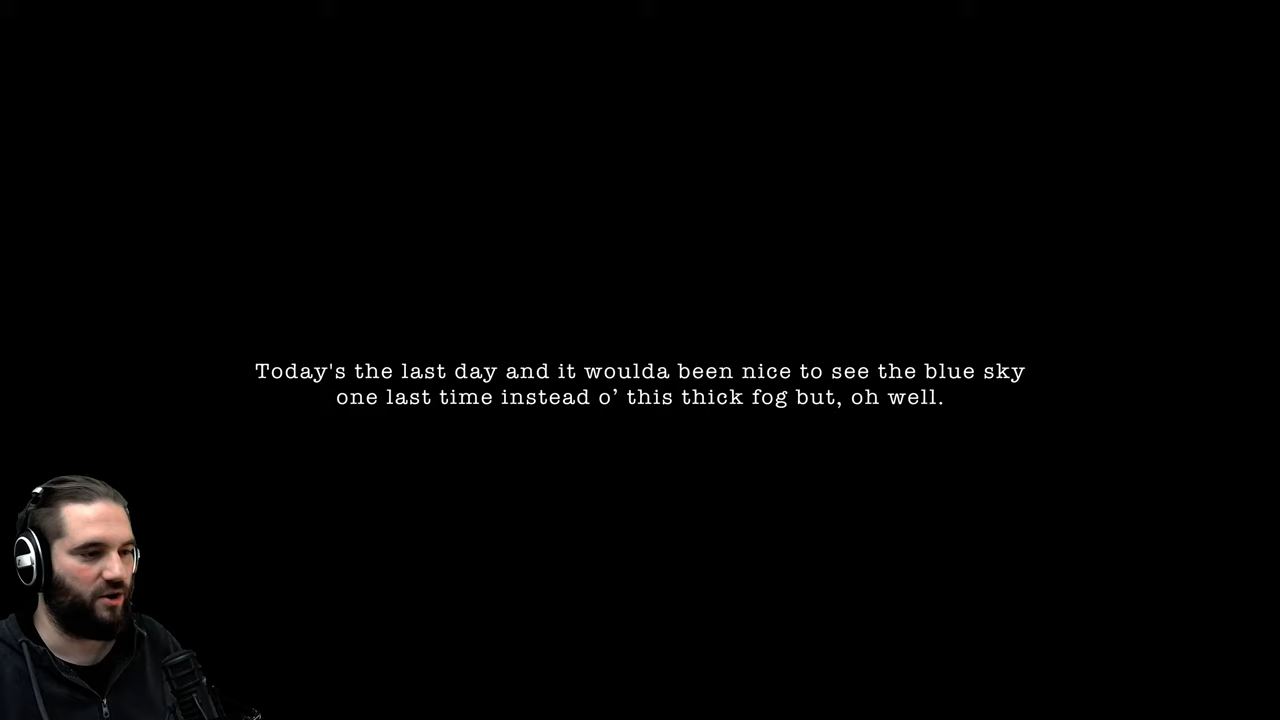 Today's the last day and it woulda been nice to see the blue sky
one last time instead o’ this thick fog but, oh well.